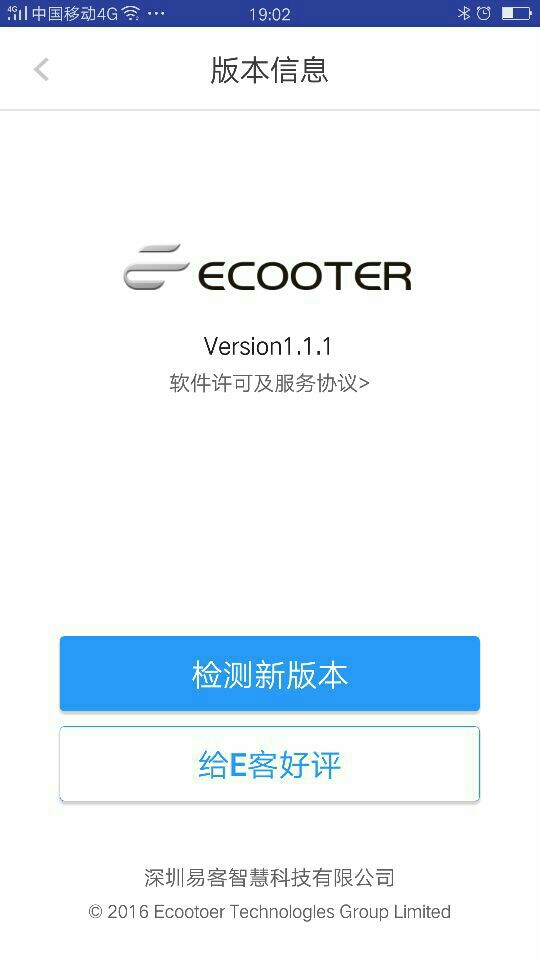 4G 中国移动4G ··· 19:02
版本信息
ECOOTER
Version1.1.1
软件许可及服务协议>
检测新版本
给E客好评
深圳易客智慧科技有限公司
© 2016 Ecootoer Technologles Group Limited